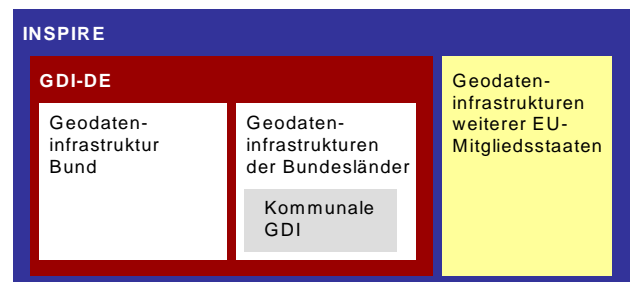 INSPIRE
GDI-DE
Geodaten-
infrastruktur
Bund
Geodaten-
infrastrukturen
der Bundesländer
Kommunale
GDI
Geodaten-
infrastrukturen
weiterer EU-
Mitgliedsstaaten